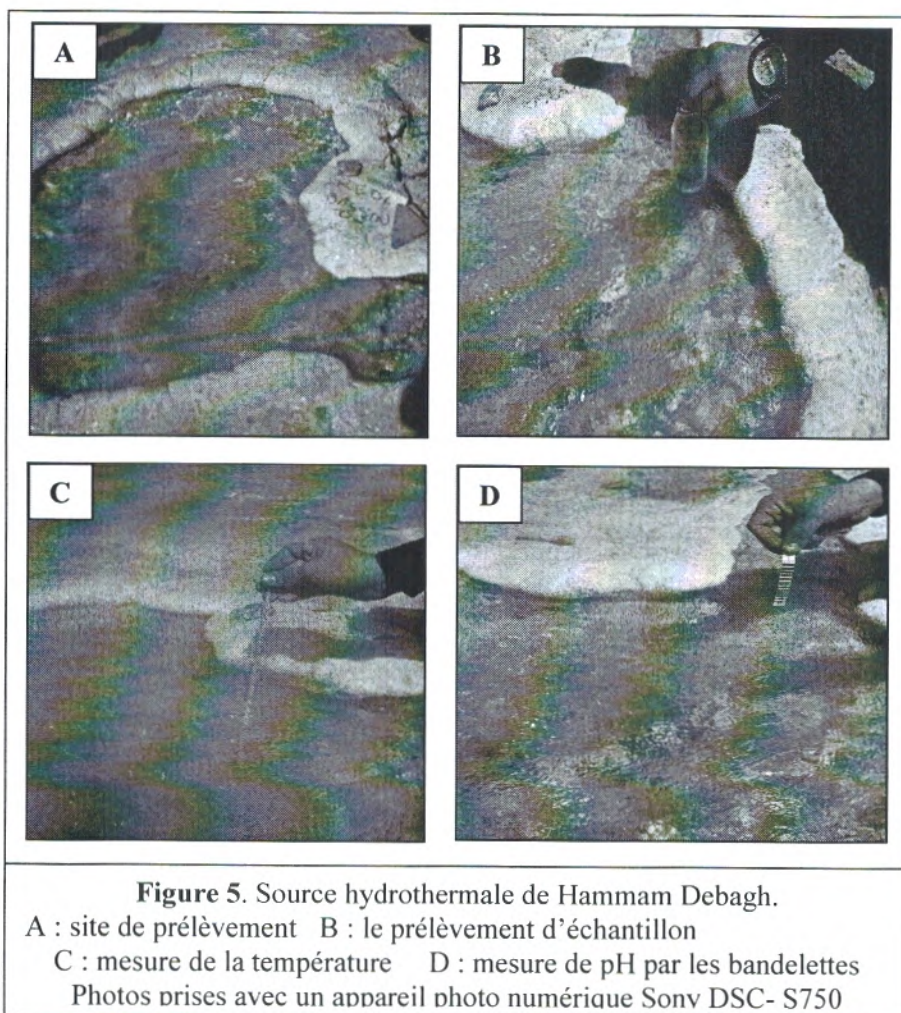 A
B
C
D
Figure 5. Source hydrothermale de Hammam Debagh.
A : site de prélèvement B : le prélèvement d'échantillon
C : mesure de la température D : mesure de pH par les bandelettes
Photos prises avec un appareil photo numérique Sony DSC- S750